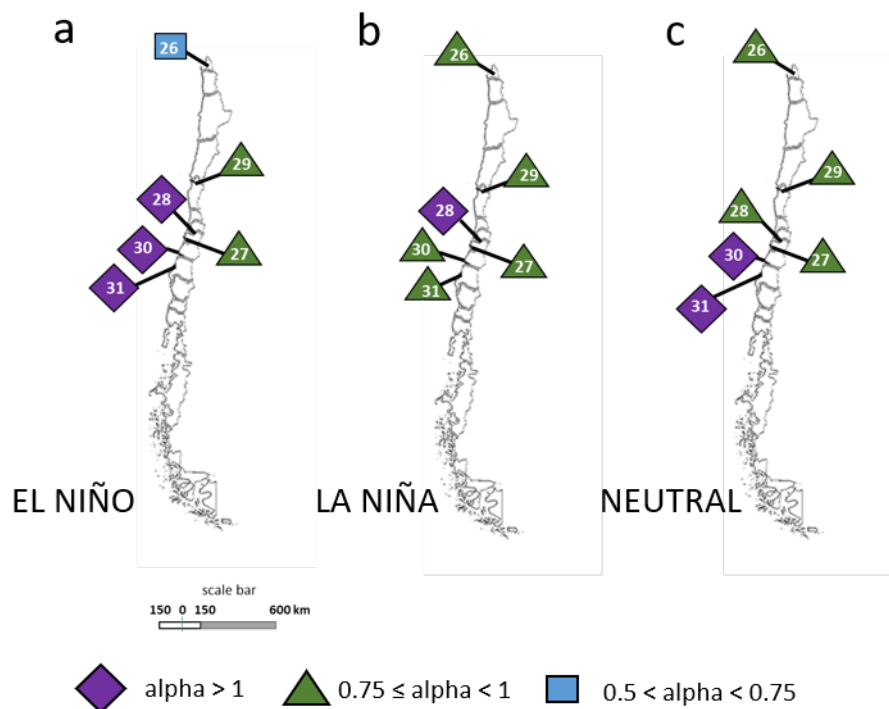 a
b
c
26
29
28
30
27
31
26
29
28
30
27
31
26
29
28
30
27
31
EL NIÑO
LA NIÑA
NEUTRAL
scale bar
150 0 150 600 km
alpha > 1
0.75 ≤ alpha < 1
0.5 < alpha < 0.75